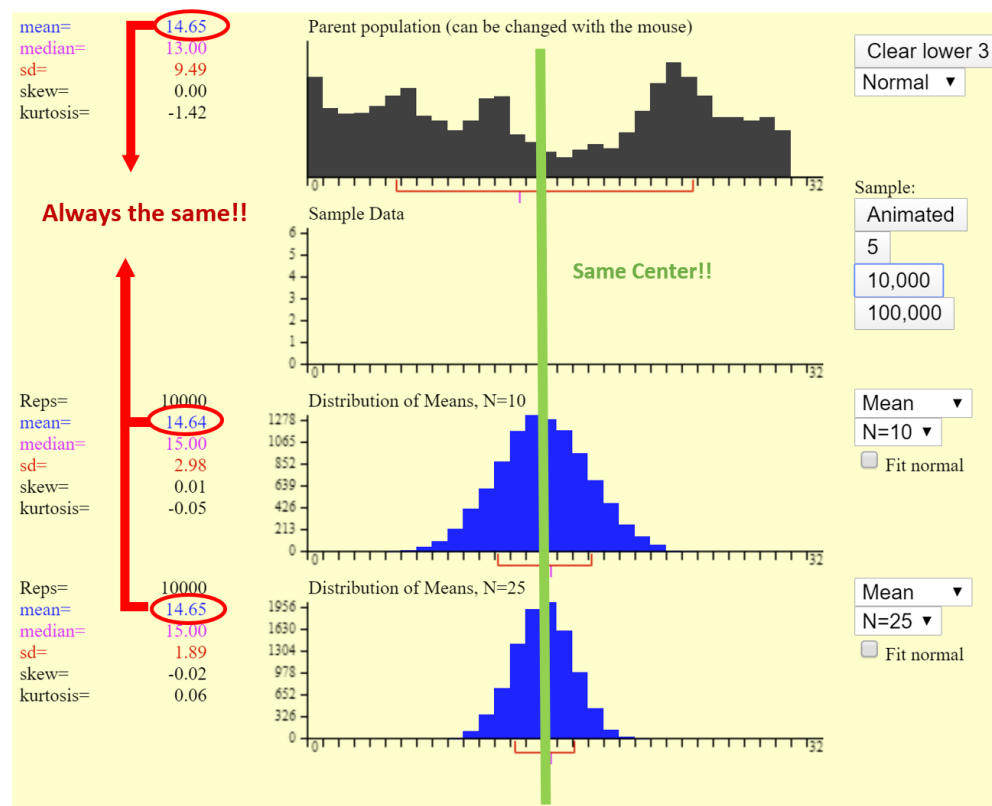 mean= 14.65
median= 13.00
sd= 9.49
skew= 0.00
kurtosis= -1.42
Parent population (can be changed with the mouse)
0 32
Clear lower 3
Normal ▼
Always the same!!
Sample Data
6
5
4
3
2
1
0
0 32
Same Center!!
Sample:
Animated
5
10,000
100,000
Reps= 10000
mean= 14.64
median= 15.00
sd= 2.98
skew= 0.01
kurtosis= -0.05
Distribution of Means, N=10
1278
1065
852
639
426
213
0
0 32
Mean ▼
N=10 ▼
Fit normal
Reps= 10000
mean= 14.65
median= 15.00
sd= 1.89
skew= -0.02
kurtosis= 0.06
Distribution of Means, N=25
1956
1630
1304
978
652
326
0
0 32
Mean ▼
N=25 ▼
Fit normal